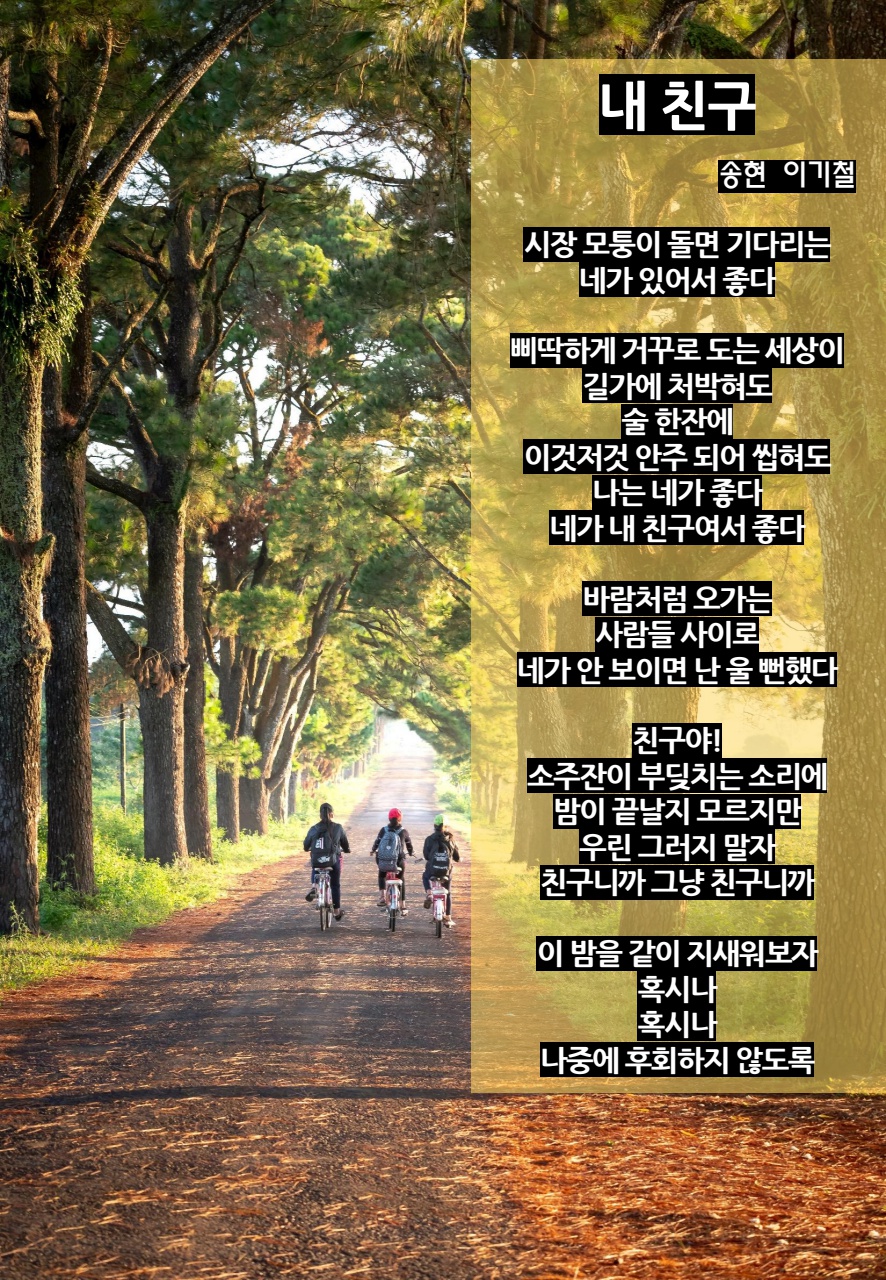 내 친구
송현 이기철
시장 모퉁이 돌면 기다리는
네가 있어서 좋다
삐딱하게 거꾸로 도는 세상이
길가에 처박혀도
술 한잔에
이것저것 안주 되어 씹혀도
나는 네가 좋다
네가 내 친구여서 좋다
바람처럼 오가는
사람들 사이로
네가 안 보이면 난 울 뻔했다
친구야!
소주잔이 부딪치는 소리에
밤이 끝날지 모르지만
우린 그러지 말자
친구니까 그냥 친구니까
이 밤을 같이 지새워보자
혹시나
혹시나
나중에 후회하지 않도록